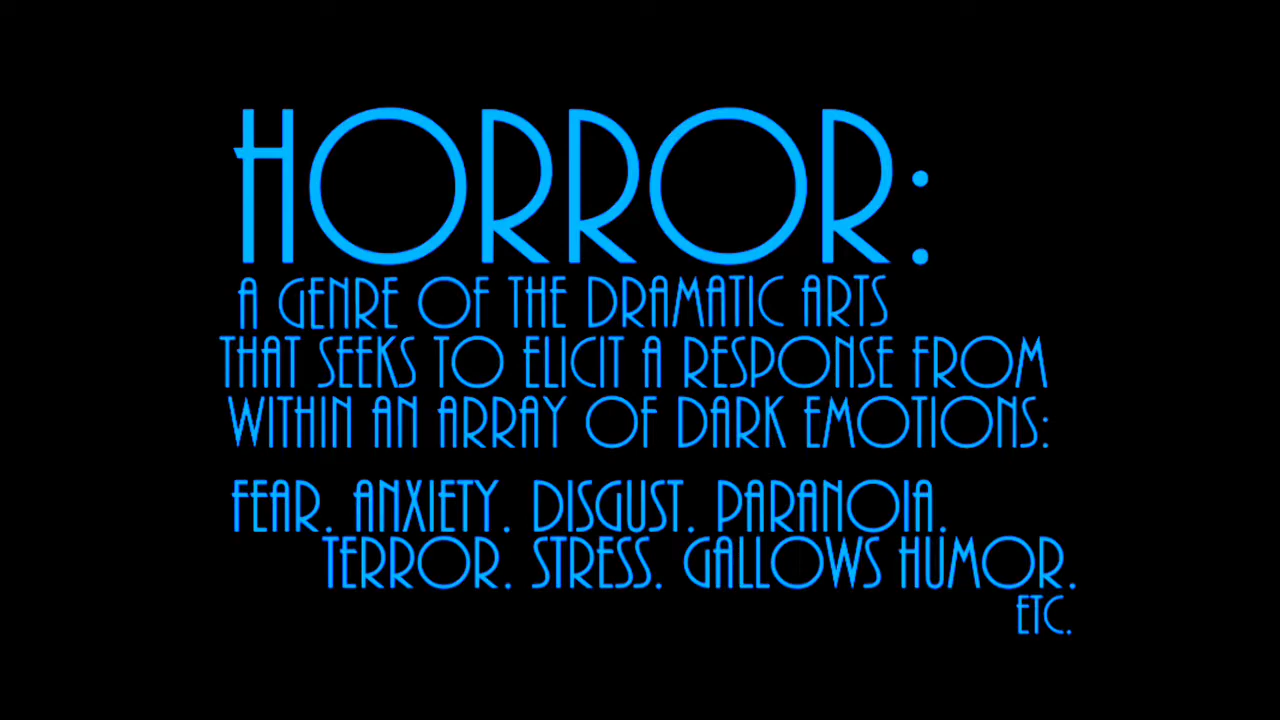 HORROR:
A GENRE OF THE DRAMATIC ARTS
THAT SEEKS TO ELICIT A RESPONSE FROM
WITHIN AN ARRAY OF DARK EMOTIONS:
FEAR. ANXIETY. DISGUST. PARANOIA.
TERROR. STRESS. GALLOWS HUMOR.
ETC.